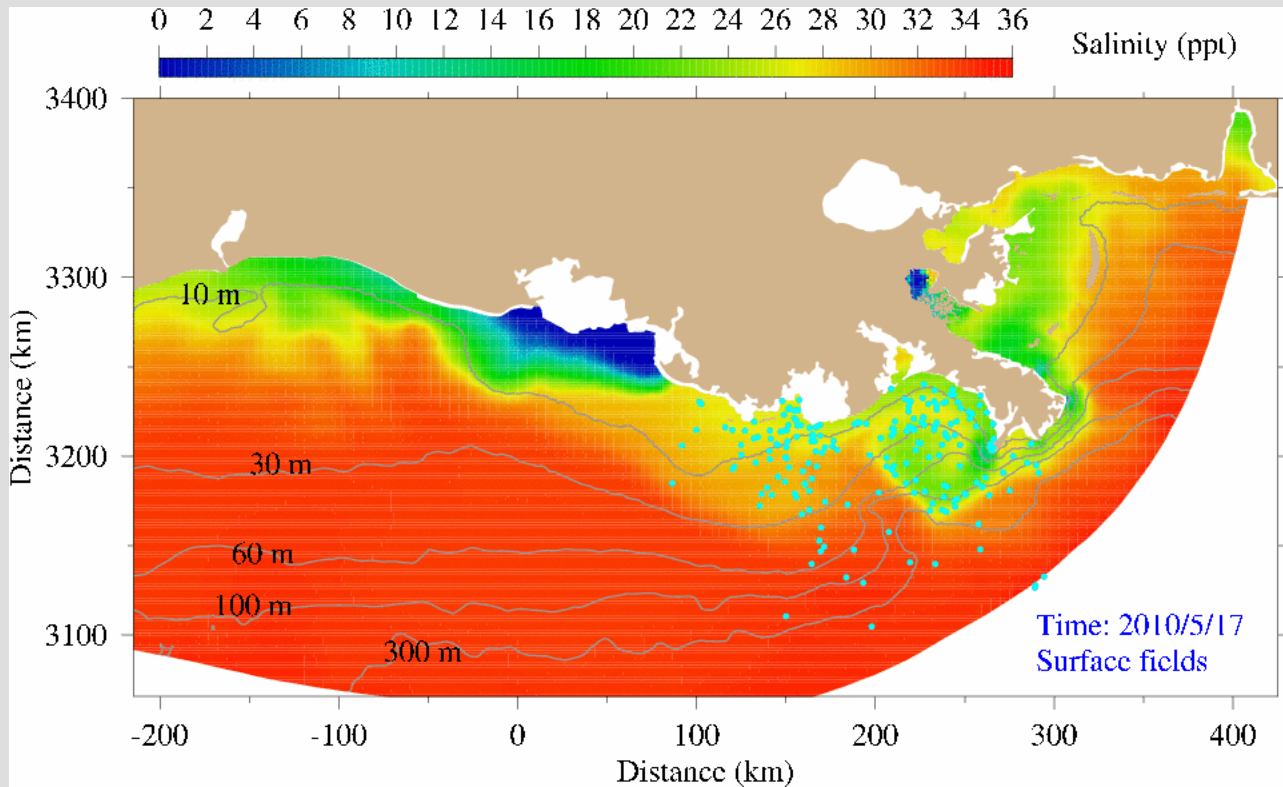 0 2 4 6 8 10 12 14 16 18 20 22 24 26 28 30 32 34 36
Salinity (ppt)
3400
3300
3200
3100
Distance (km)
10 m
30 m
60 m
100 m
300 m
Time: 2010/5/17
Surface fields
-200 -100 0 100 200 300 400
Distance (km)